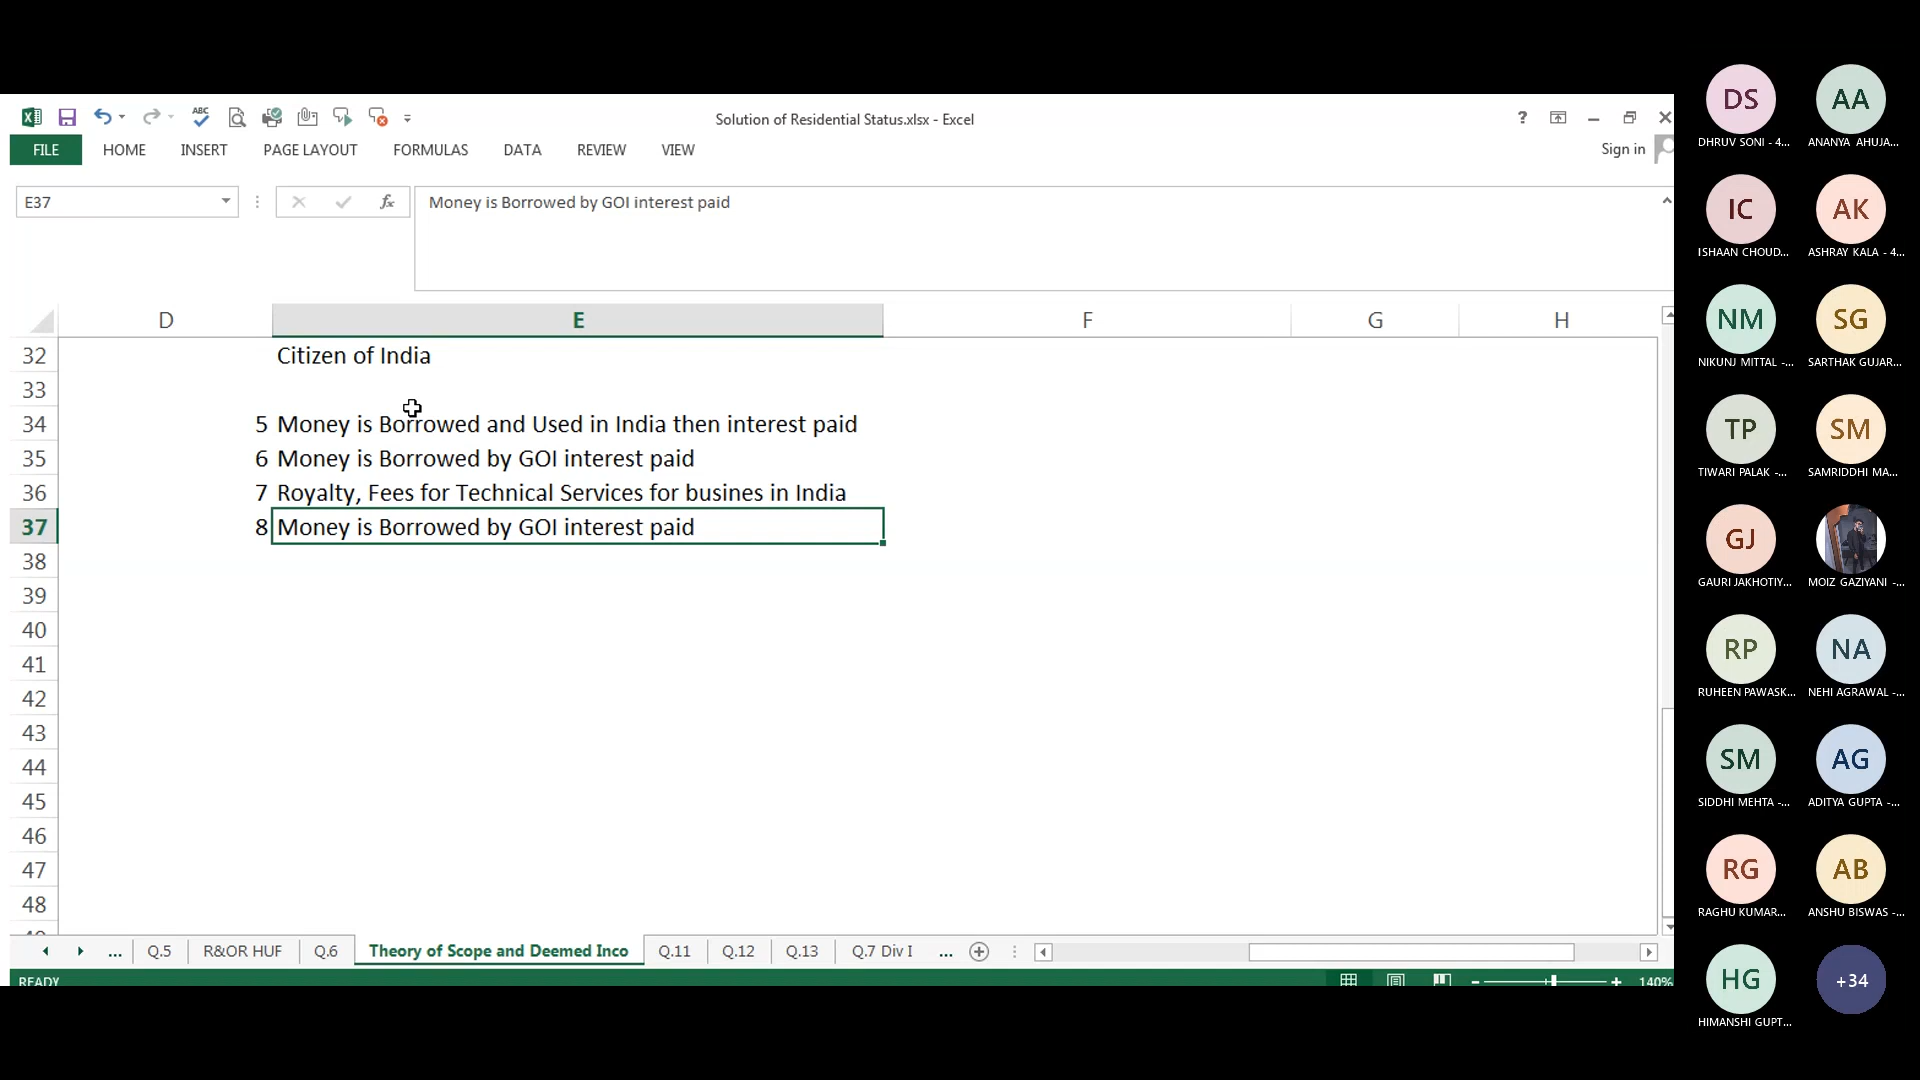 ABC
Solution of Residential Status.xlsx - Excel
?
FILE HOME INSERT PAGE LAYOUT FORMULAS DATA REVIEW VIEW
Sign in
E37
fx
Money is Borrowed by GOI interest paid
D E F G H
32 Citizen of India
33
34 5 Money is Borrowed and Used in India then interest paid
35 6 Money is Borrowed by GOI interest paid
36 7 Royalty, Fees for Technical Services for busines in India
37 8 Money is Borrowed by GOI interest paid
38
39
40
41
42
43
44
45
46
47
48
... Q.5 R&OR HUF Q.6 Theory of Scope and Deemed Inco Q.11 Q.12 Q.13 Q.7 Div I ...
READY
140%
DS AA
DHRUV SONI - 4... ANANYA AHUJA...
IC AK
ISHAAN CHOUD... ASHRAY KALA - 4...
NM SG
NIKUNJ MITTAL -... SARTHAK GUJAR...
TP SM
TIWARI PALAK -... SAMRIDDHI MA...
GJ
GAURI JAKHOTIY... MOIZ GAZIYANI -...
RP NA
RUHEEN PAWASK... NEHI AGRAWAL -...
SM AG
SIDDHI MEHTA -... ADITYA GUPTA -...
RG AB
RAGHU KUMAR... ANSHU BISWAS -...
HG +34
HIMANSHI GUPT...